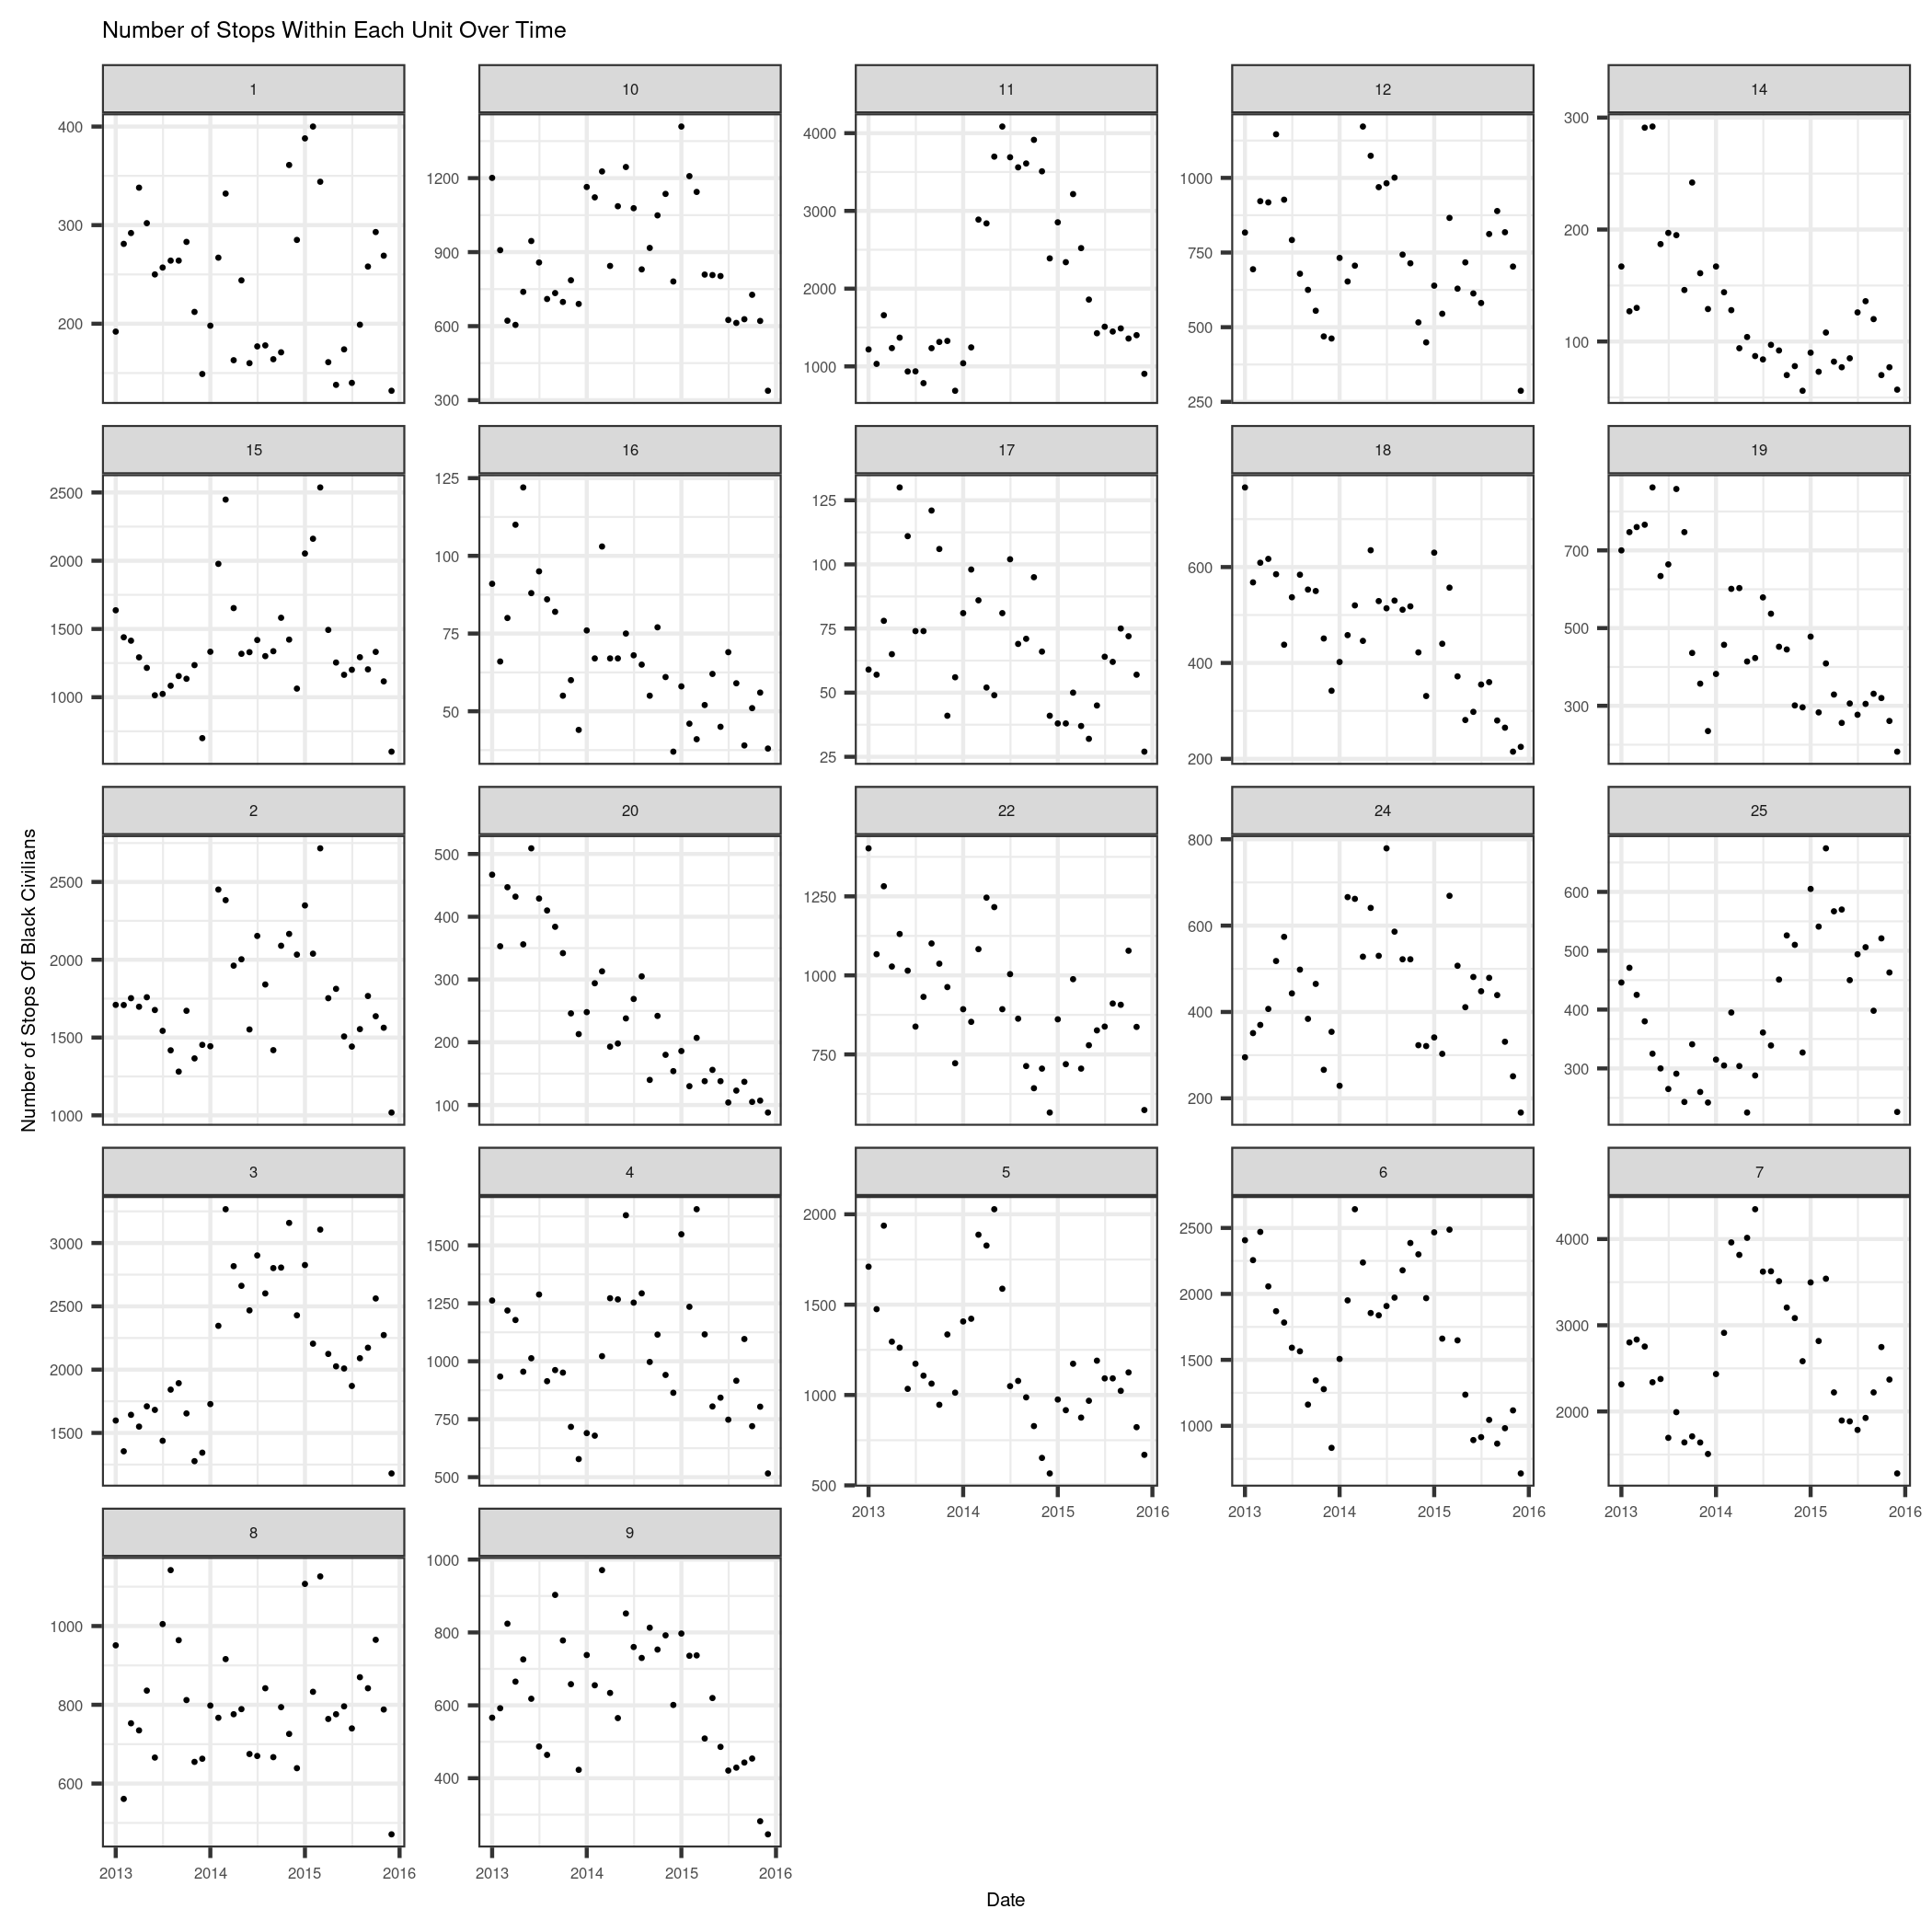 Number of Stops Within Each Unit Over Time
1 10 11 12 14
400 300 200
1200 900 600 300
4000 3000 2000 1000
1000 750 500 250
300 200 100
15 16 17 18 19
2500 2000 1500 1000
125 100 75 50
125 100 75 50 25
600 400 200
700 500 300
2 20 22 24 25
2500 2000 1500 1000
500 400 300 200 100
1250 1000 750
800 600 400 200
600 500 400 300
3 4 5 6 7
3000 2500 2000 1500
1500 1250 1000 750 500
2000 1500 1000 500
2500 2000 1500 1000
4000 3000 2000
2013 2014 2015 2016
2013 2014 2015 2016
2013 2014 2015 2016
8 9
1000 800 600
1000 800 600 400
2013 2014 2015 2016
2013 2014 2015 2016
Number of Stops Of Black Civilians
Date